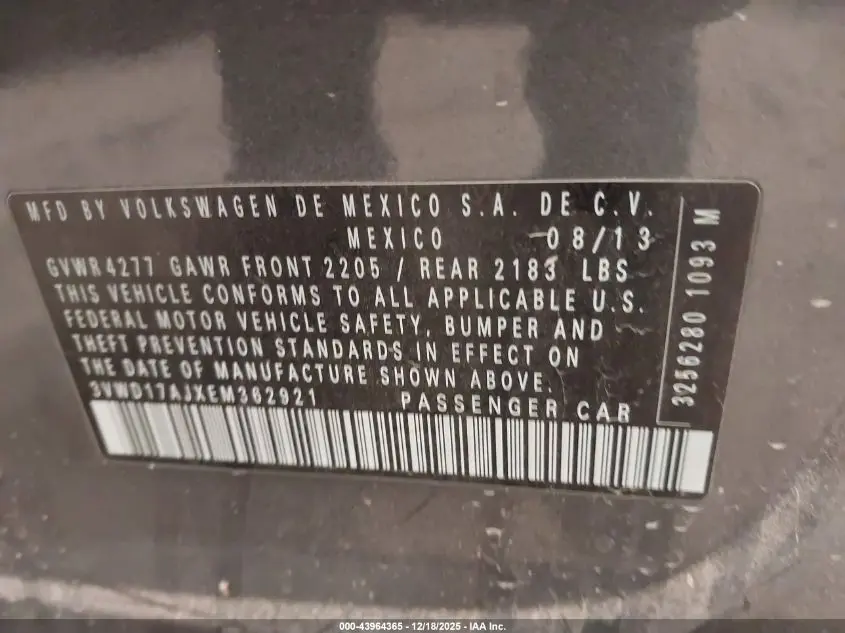 MFD BY VOLKSWAGEN DE MEXICO S.A. DE C.V.
MEXICO 08/13
GVWR4277 GAWR FRONT 2205 / REAR 2183 LBS
THIS VEHICLE CONFORMS TO ALL APPLICABLE U.S.
FEDERAL MOTOR VEHICLE SAFETY, BUMPER AND
THEFT PREVENTION STANDARDS IN EFFECT ON
THE DATE OF MANUFACTURE SHOWN ABOVE.
3VWD17AJXEM362921 PASSENGER CAR
3256280 1093 M
000-43964365 - 12/18/2025 - IAA Inc.